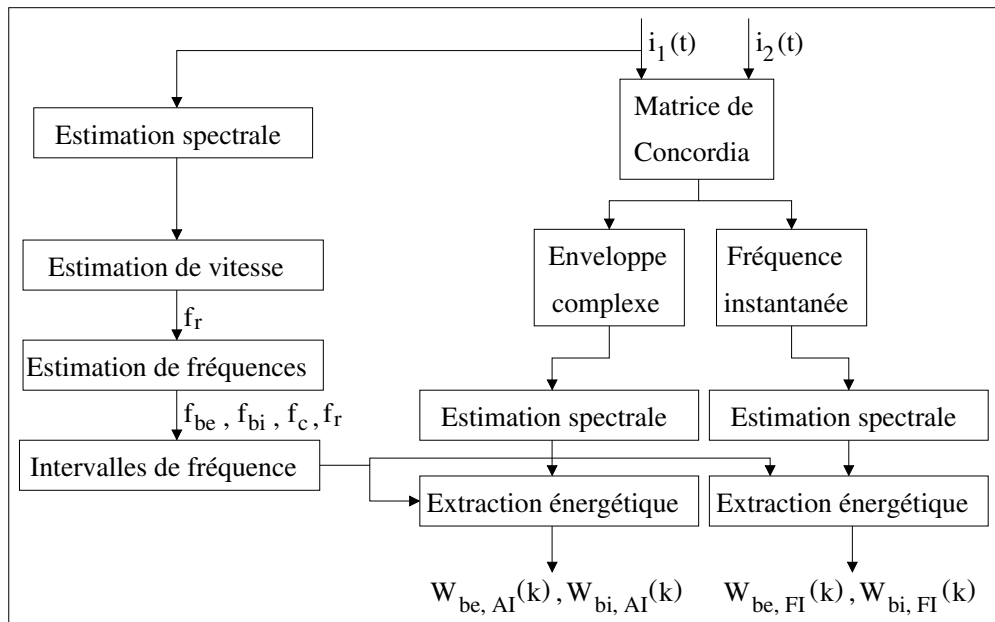 i1(t)
i2(t)
Estimation spectrale
Matrice de
Concordia
Estimation de vitesse
Enveloppe
complexe
Fréquence
instantanée
fr
Estimation de fréquences
fbe , fbi , fc , fr
Estimation spectrale
Estimation spectrale
Intervalles de fréquence
Extraction énergétique
Extraction énergétique
Wbe, AI(k) , Wbi, AI(k)
Wbe, FI(k) , Wbi, FI(k)